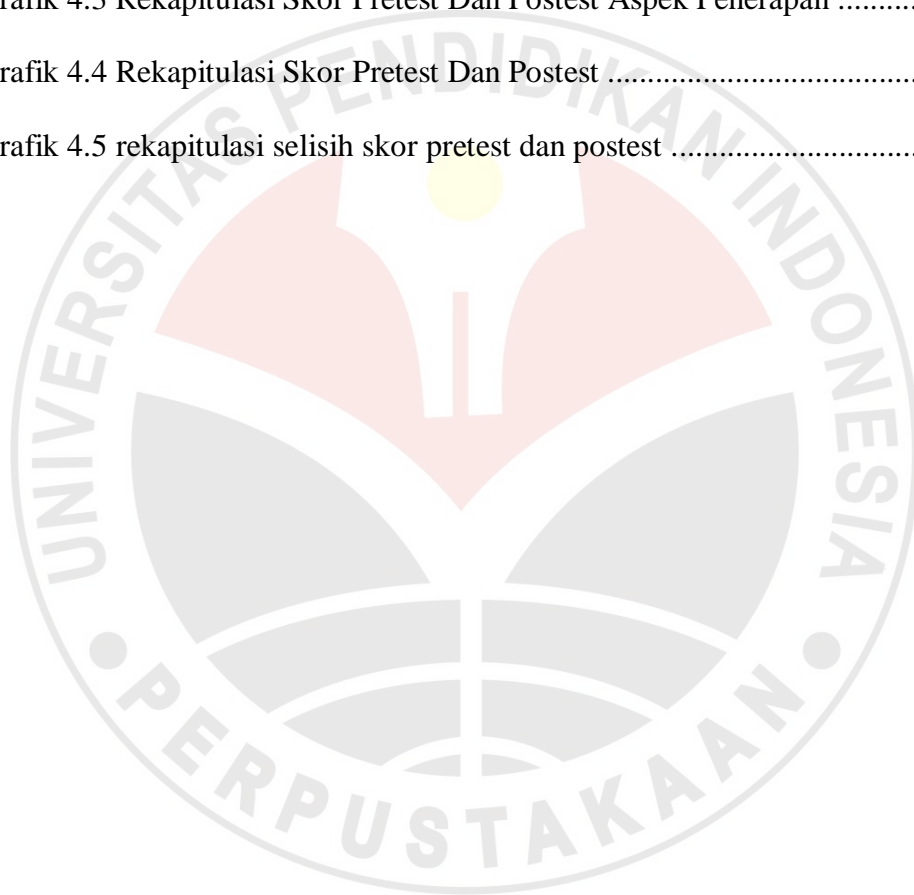 rafik 4.3 Rekapitulasi Skor Pretest Dan Postest Aspek Penerapan ..........
rafik 4.4 Rekapitulasi Skor Pretest Dan Postest .......................................
rafik 4.5 rekapitulasi selisih skor pretest dan postest ...............................
UNIVERSITAS PENDIDIKAN INDONESIA
• PERPUSTAKAAN •